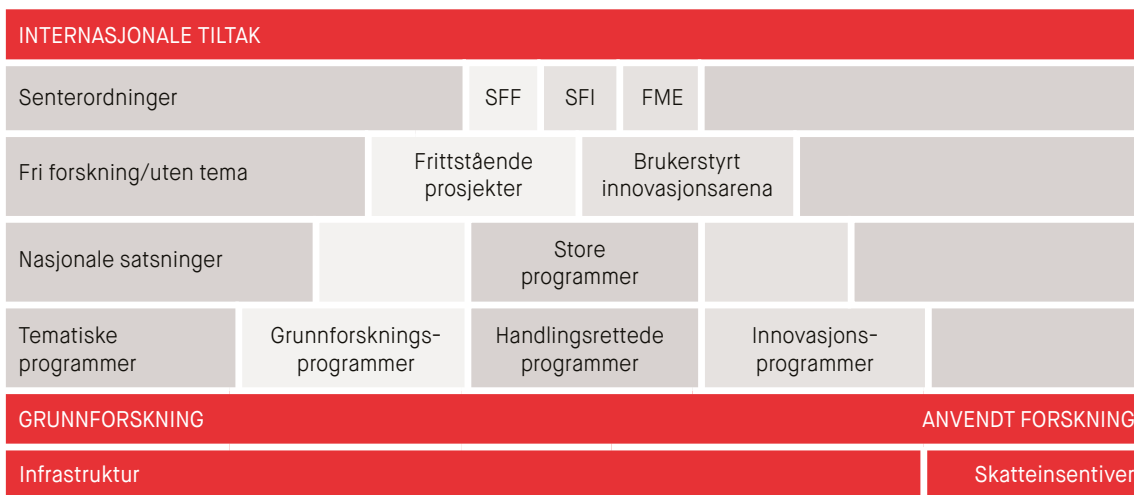 INTERNASJONALE TILTAK
Senterordninger
SFF
SFI
FME
Fri forskning/uten tema
Frittstående
prosjekter
Brukerstyrt
innovasjonsarena
Nasjonale satsninger
Store
programmer
Tematiske
programmer
Grunnforsknings-
programmer
Handlingsrettede
programmer
Innovasjons-
programmer
GRUNNFORSKNING
ANVENDT FORSKNING
Infrastruktur
Skatteinsentiver